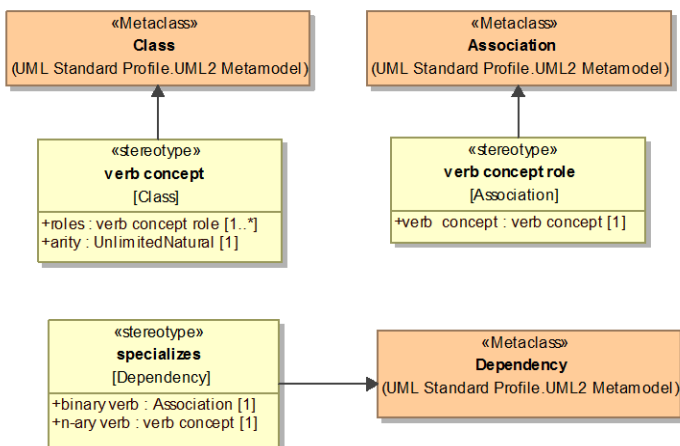 «Metaclass»
Class
(UML Standard Profile.UML2 Metamodel)
«Metaclass»
Association
(UML Standard Profile.UML2 Metamodel)
«stereotype»
verb concept
[Class]
+roles : verb concept role [1..*]
+arity : UnlimitedNatural [1]
«stereotype»
verb concept role
[Association]
+verb concept : verb concept [1]
«stereotype»
specializes
[Dependency]
+binary verb : Association [1]
+n-ary verb : verb concept [1]
«Metaclass»
Dependency
(UML Standard Profile.UML2 Metamodel)